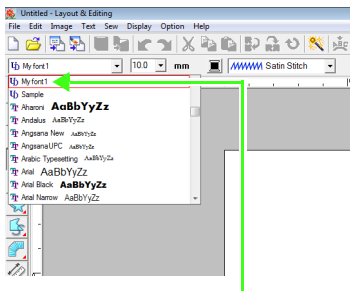 Untitled - Layout & Editing
File Edit Image Text Sew Display Option Help
My font1 10.0 mm Satin Stitch
My font1
Sample
Aharoni AaBbYyZz
Andalus AaBbYyZz
Angsana New AaBbYyZz
AngsanaUPC AaBbYyZz
Arabic Typesetting AaBbYyZz
Arial AaBbYyZz
Arial Black AaBbYyZz
Arial Narrow AaBbYyZz